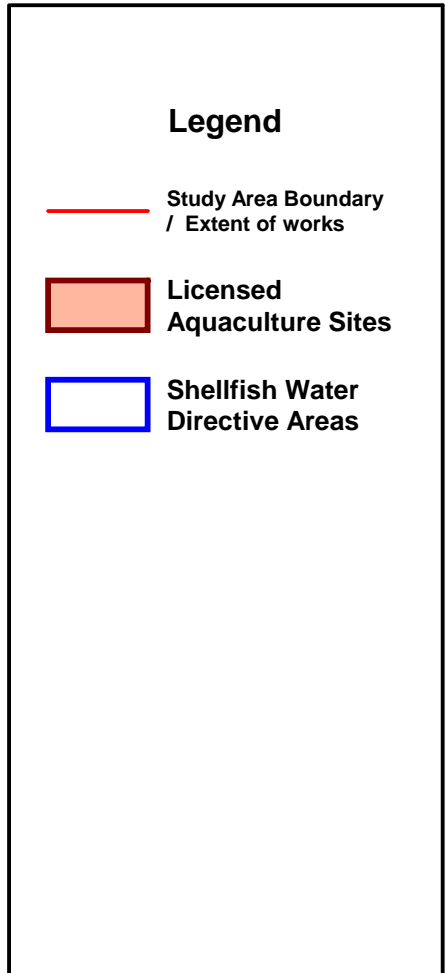 Legend
Study Area Boundary
/ Extent of works
Licensed
Aquaculture Sites
Shellfish Water
Directive Areas